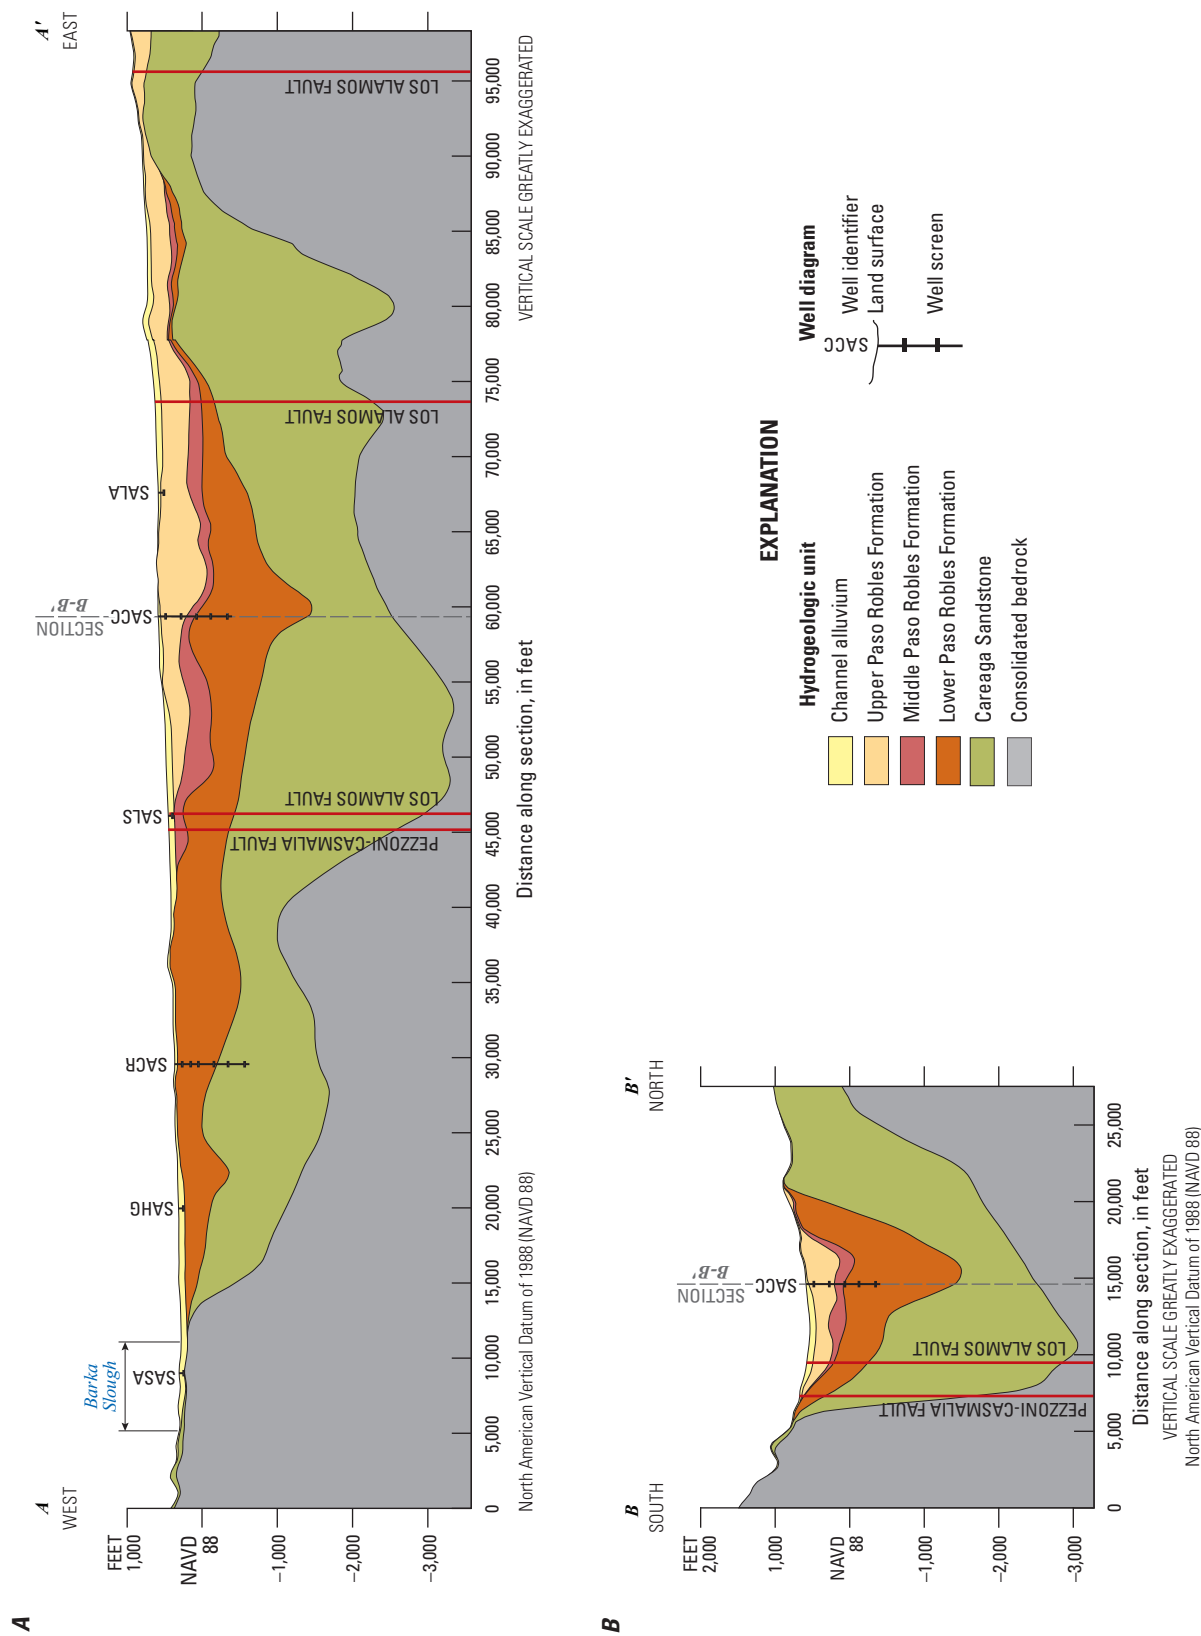 A
A
WEST
A'
EAST
Barka
Slough
SECTION
B-B'
SASA
SAHG
SACR
SALS
SACC
SALA
FEET
1,000
NAVD
88
–1,000
–2,000
–3,000
PEZZONI-CASMALIA FAULT
LOS ALAMOS FAULT
LOS ALAMOS FAULT
LOS ALAMOS FAULT
0
5,000
10,000
15,000
20,000
25,000
30,000
35,000
40,000
45,000
50,000
55,000
60,000
65,000
70,000
75,000
80,000
85,000
90,000
95,000
Distance along section, in feet
North American Vertical Datum of 1988 (NAVD 88)
VERTICAL SCALE GREATLY EXAGGERATED
B
B
SOUTH
B'
NORTH
SECTION
B-B'
SACC
FEET
2,000
1,000
NAVD
88
–1,000
–2,000
–3,000
PEZZONI-CASMALIA FAULT
LOS ALAMOS FAULT
0
5,000
10,000
15,000
20,000
25,000
Distance along section, in feet
VERTICAL SCALE GREATLY EXAGGERATED
North American Vertical Datum of 1988 (NAVD 88)
EXPLANATION
Hydrogeologic unit
Channel alluvium
Upper Paso Robles Formation
Middle Paso Robles Formation
Lower Paso Robles Formation
Careaga Sandstone
Consolidated bedrock
Well diagram
SACC
Well identifier
Land surface
Well screen